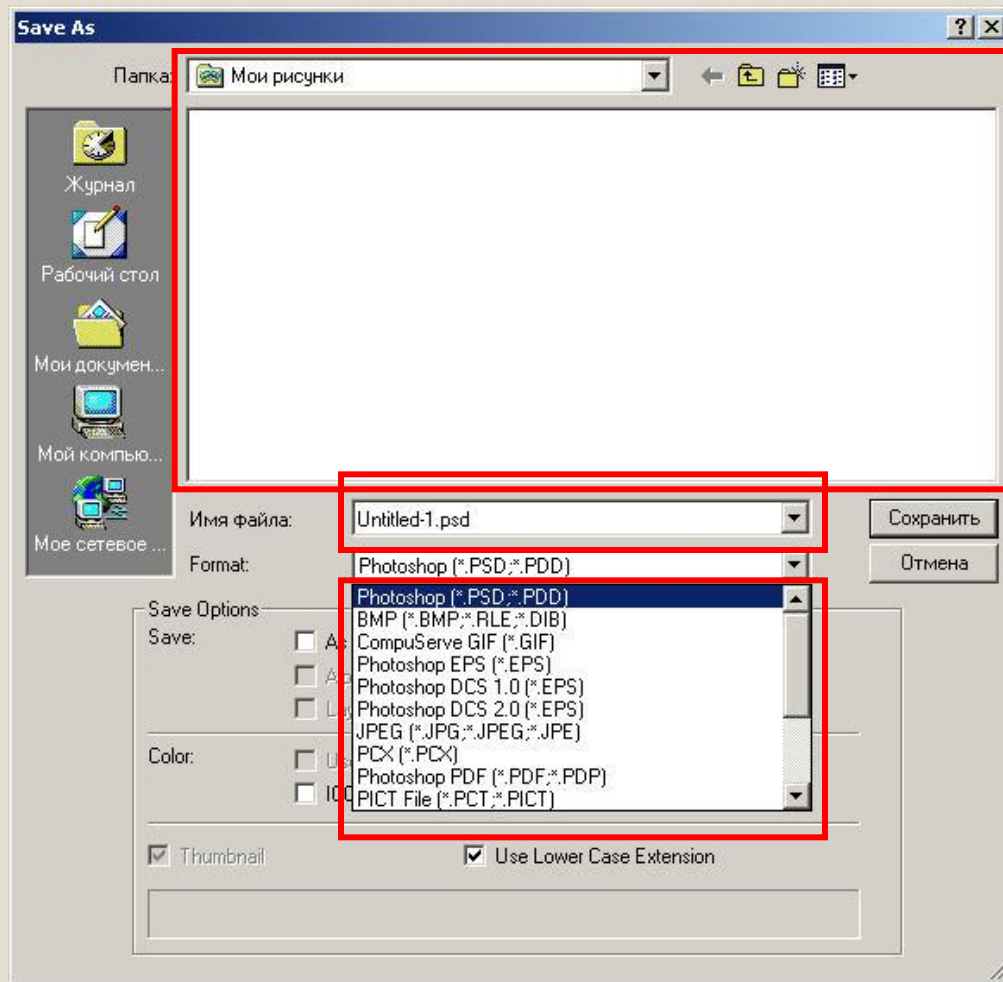 Save As
Папка:
Мои рисунки
Журнал
Рабочий стол
Мои докумен...
Мой компью...
Мое сетевое ...
Имя файла:
Untitled-1.psd
Сохранить
Format:
Photoshop (*.PSD;*.PDD)
Отмена
Photoshop (*.PSD;*.PDD)
BMP (*.BMP;*.RLE;*.DIB)
CompuServe GIF (*.GIF)
Photoshop EPS (*.EPS)
Photoshop DCS 1.0 (*.EPS)
Photoshop DCS 2.0 (*.EPS)
JPEG (*.JPG;*.JPEG;*.JPE)
PCX (*.PCX)
Photoshop PDF (*.PDF;*.PDP)
PICT File (*.PCT;*.PICT)
Save Options
Save:
Color:
Thumbnail
Use Lower Case Extension